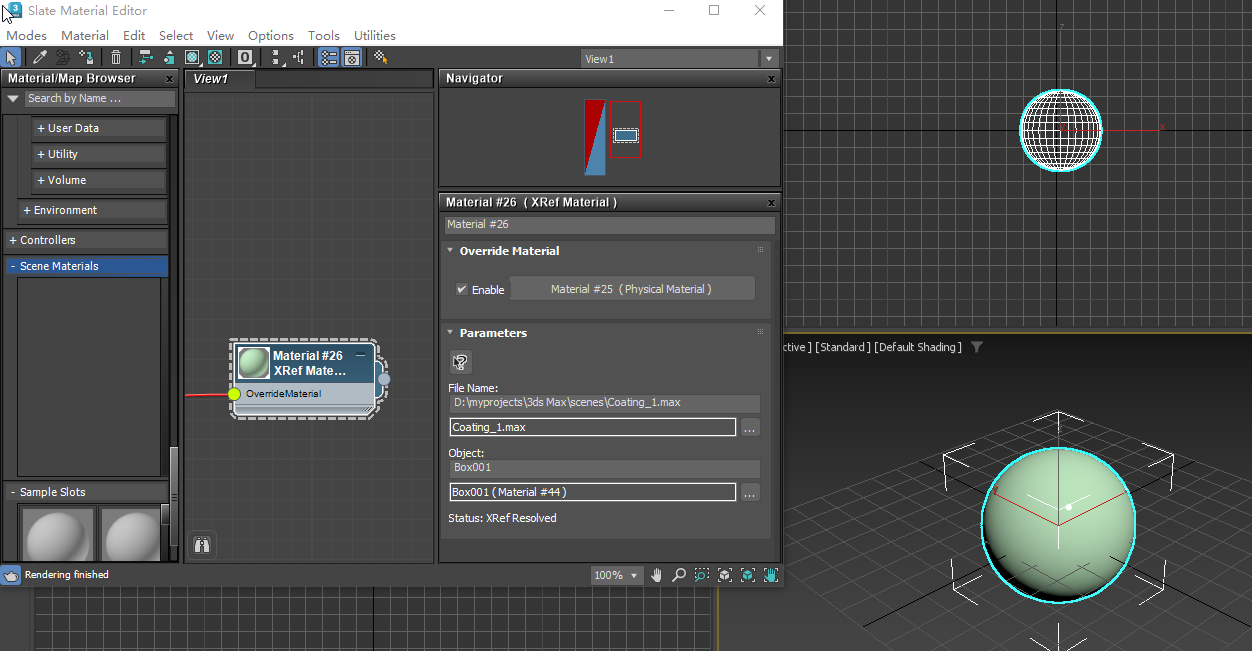 Slate Material Editor
Modes Material Edit Select View Options Tools Utilities
View1
Material/Map Browser
Search by Name ...
+ User Data
+ Utility
+ Volume
+ Environment
+ Controllers
- Scene Materials
- Sample Slots
View1
Material #26
XRef Mate...
OverrideMaterial
Navigator
Material #26 ( XRef Material )
Material #26
Override Material
Enable
Material #25 ( Physical Material )
Parameters
File Name:
D:\myprojects\3ds Max\scenes\Coating_1.max
Coating_1.max
...
Object:
Box001
Box001 ( Material #44 )
...
Status: XRef Resolved
Rendering finished
100%
x
ctive ] [Standard ] [Default Shading ]